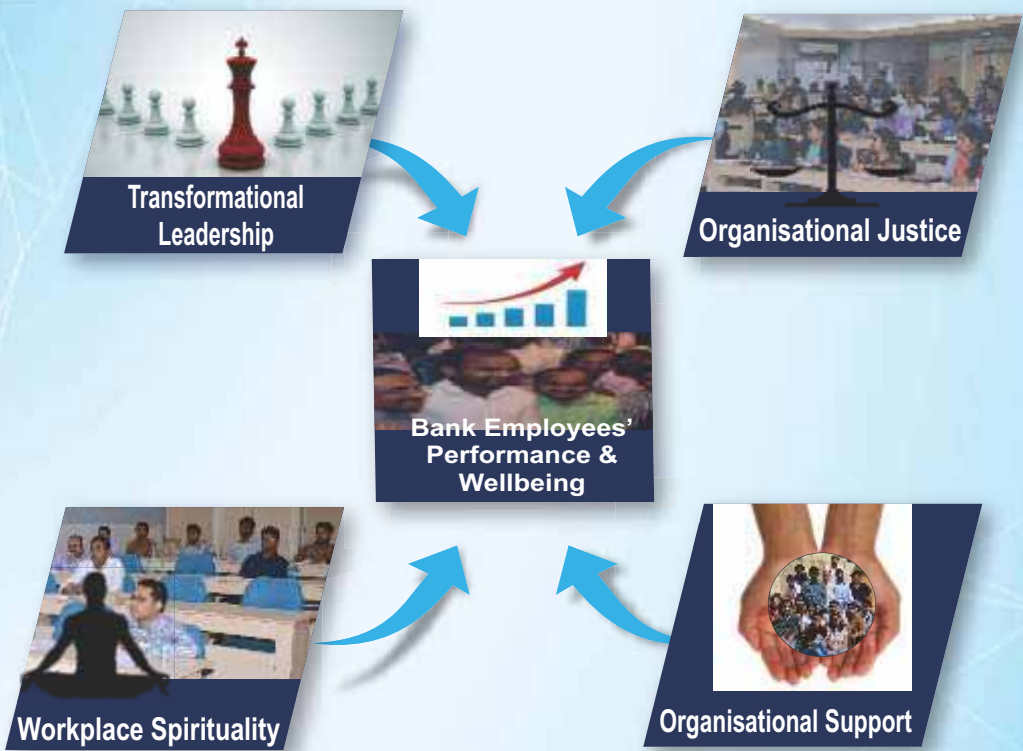 Transformational
Leadership
Organisational Justice
Bank Employees’
Performance &
Wellbeing
Workplace Spirituality
Organisational Support